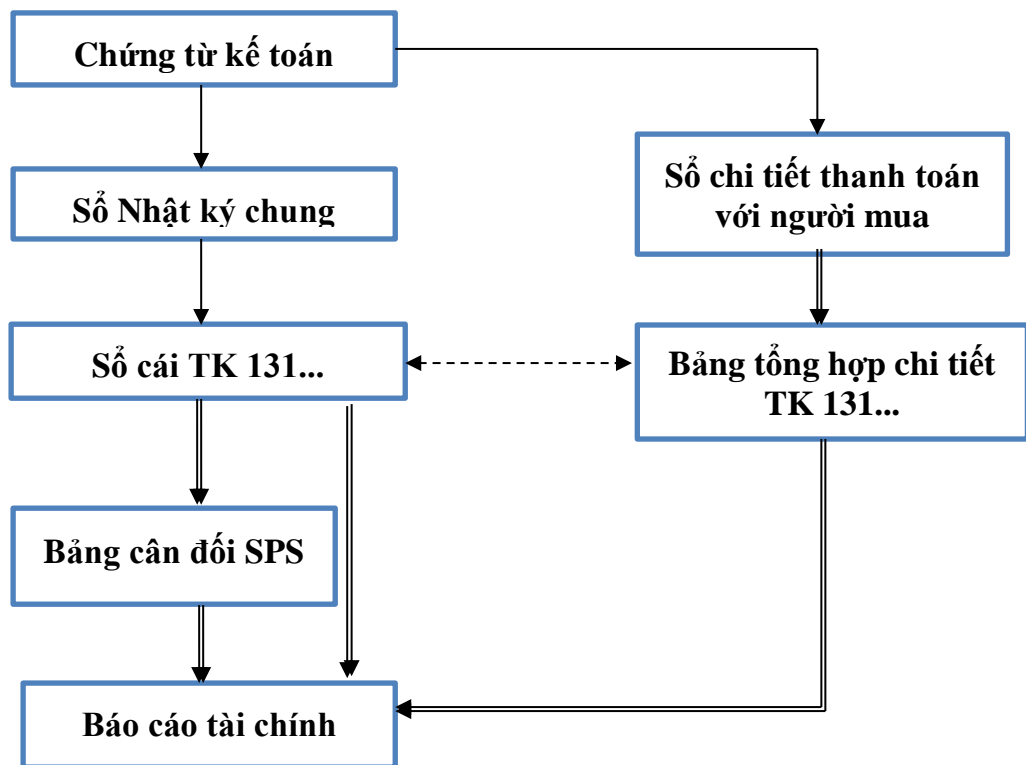 Chứng từ kế toán
Sổ chi tiết thanh toán
với người mua
Sổ Nhật ký chung
Sổ cái TK 131...
Bảng tổng hợp chi tiết
TK 131...
Bảng cân đối SPS
Báo cáo tài chính